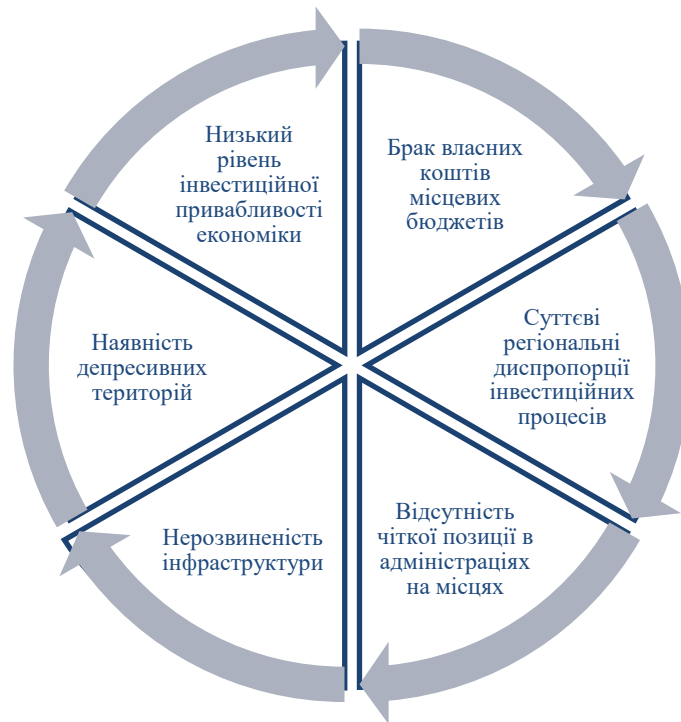 Низький
рівень
інвестиційної
привабливості
економіки
Брак власних
коштів
місцевих
бюджетів
Суттєві
регіональні
диспропорції
інвестиційних
процесів
Відсутність
чіткої позиції в
адміністраціях
на місцях
Нерозвиненість
інфраструктури
Наявність
депресивних
територій